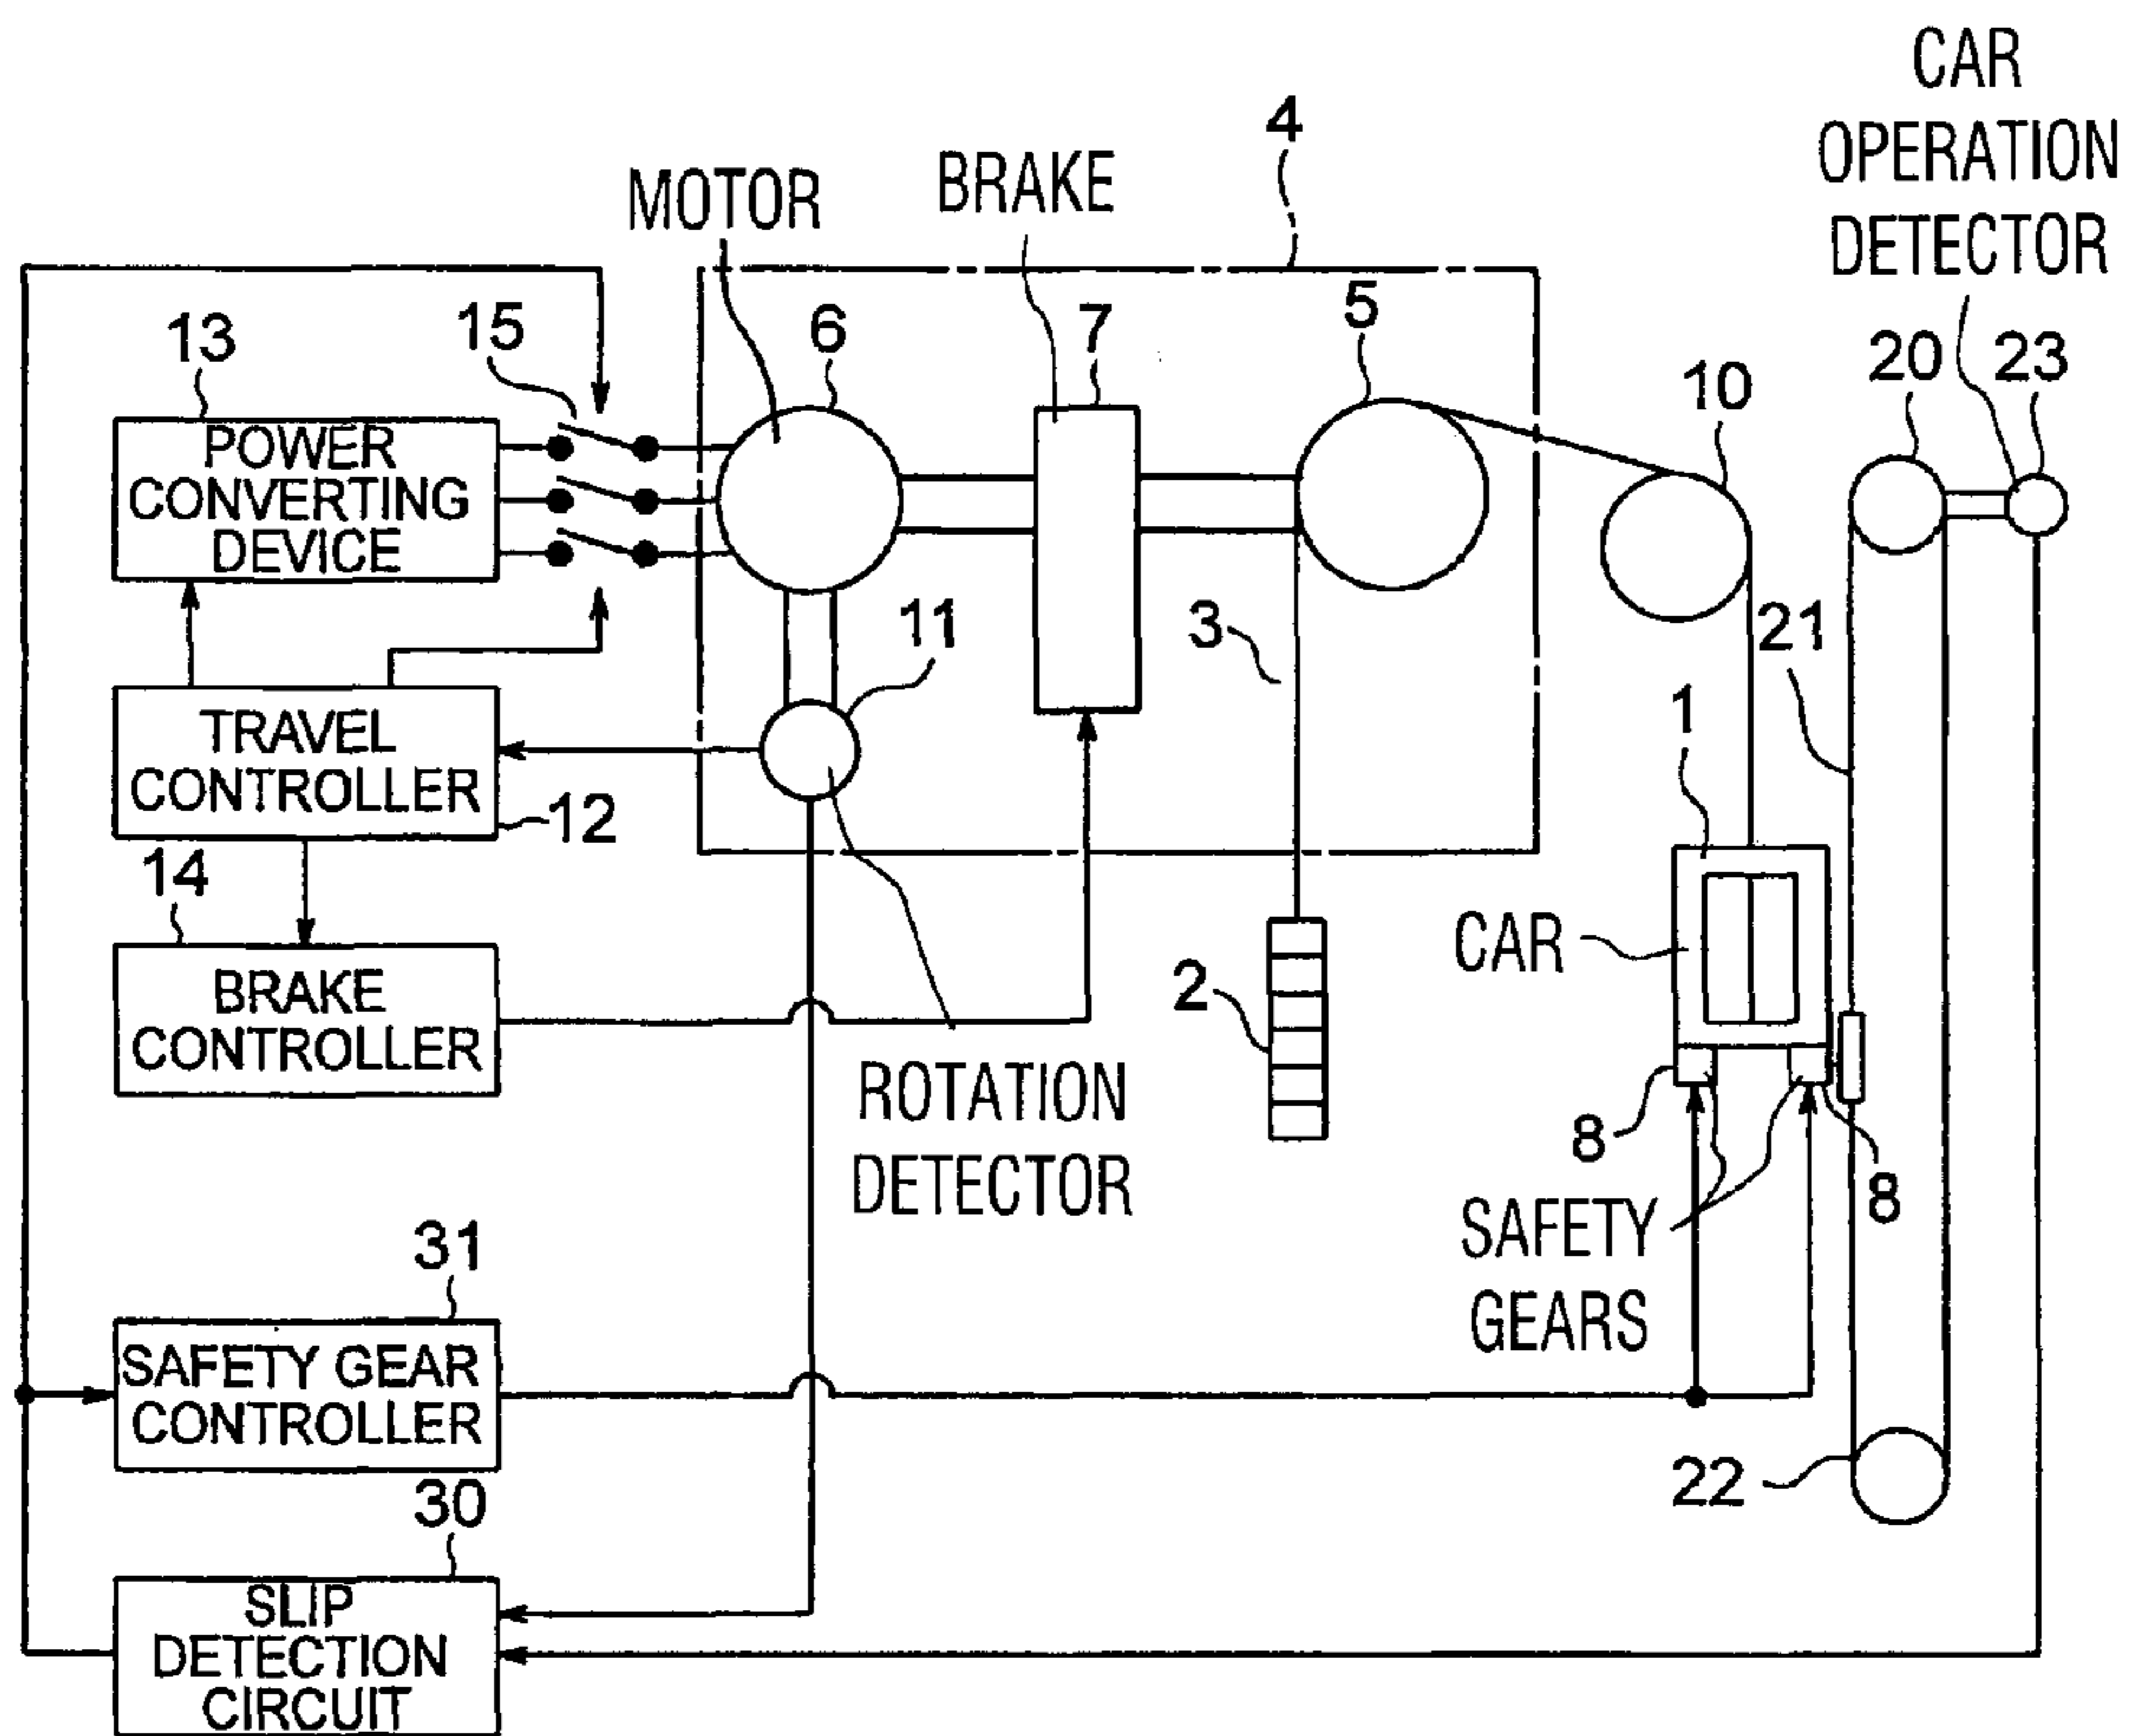 CAR
OPERATION
DETECTOR
4
BRAKE
MOTOR
15
13
6
7
5
10
20
23
POWER
CONVERTING
DEVICE
11
3
21
1
TRAVEL
CONTROLLER
12
14
CAR
2
BRAKE
CONTROLLER
ROTATION
DETECTOR
8
8
SAFETY
GEARS
31
SAFETY GEAR
CONTROLLER
22
30
SLIP
DETECTION
CIRCUIT